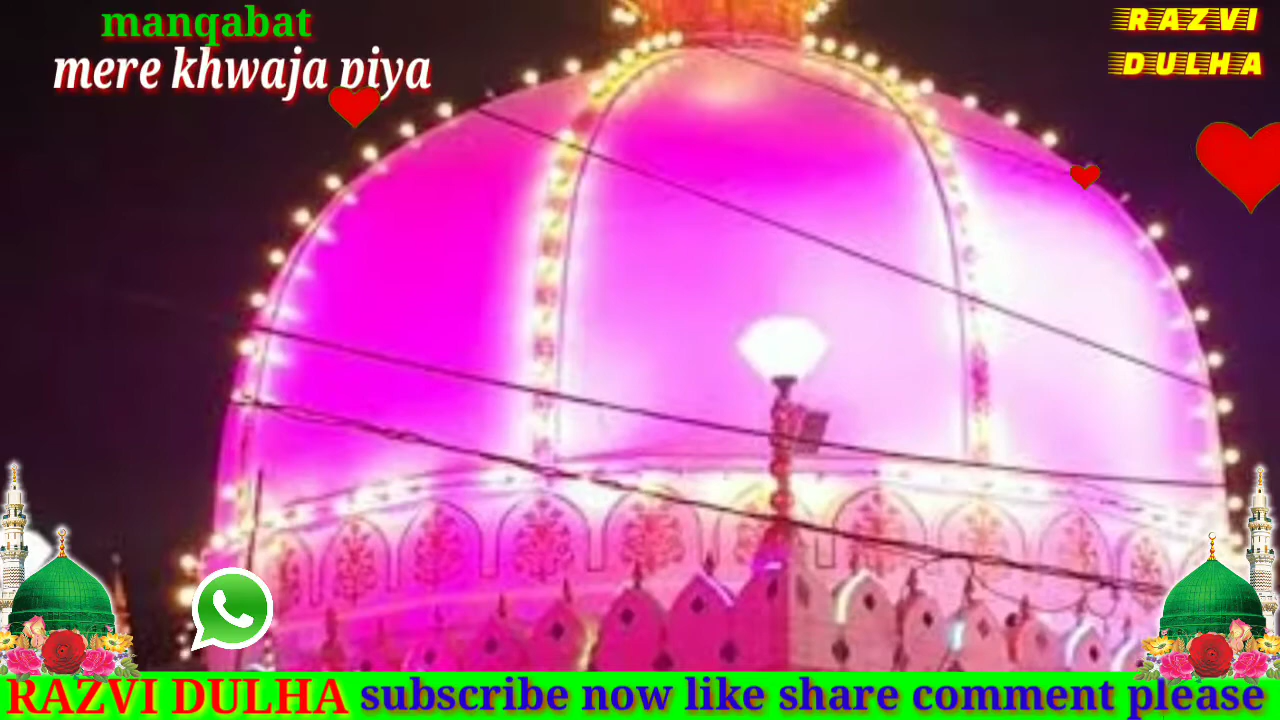 manqabat
mere khwaja piya
RAZVI
DULHA
RAZVI DULHA subscribe now like share comment please